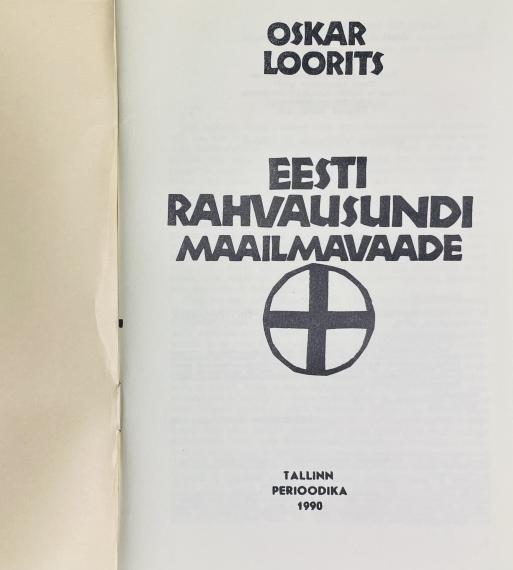 OSKAR
LOORITS
EESTI
RAHVAUSUNDI
MAAILMAVAADE
TALLINN
PERIOODIKA
1990